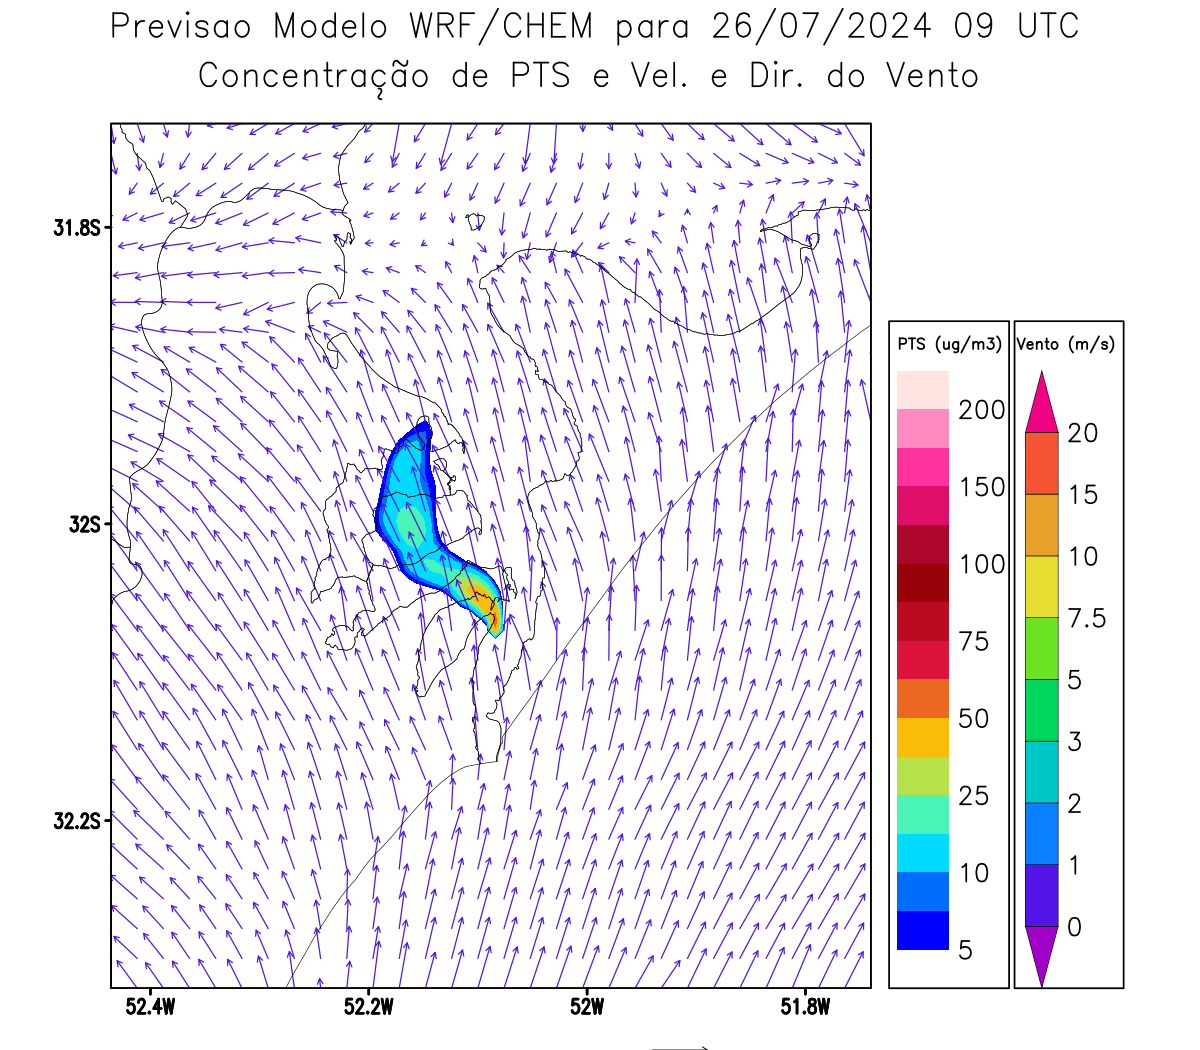 Previsao Modelo WRF/CHEM para 26/07/2024 09 UTC
Concentração de PTS e Vel. e Dir. do Vento
31.8S
32S
32.2S
52.4W 52.2W 52W 51.8W
PTS (ug/m3)
200
150
100
75
50
25
10
5
Vento (m/s)
20
15
10
7.5
5
3
2
1
0